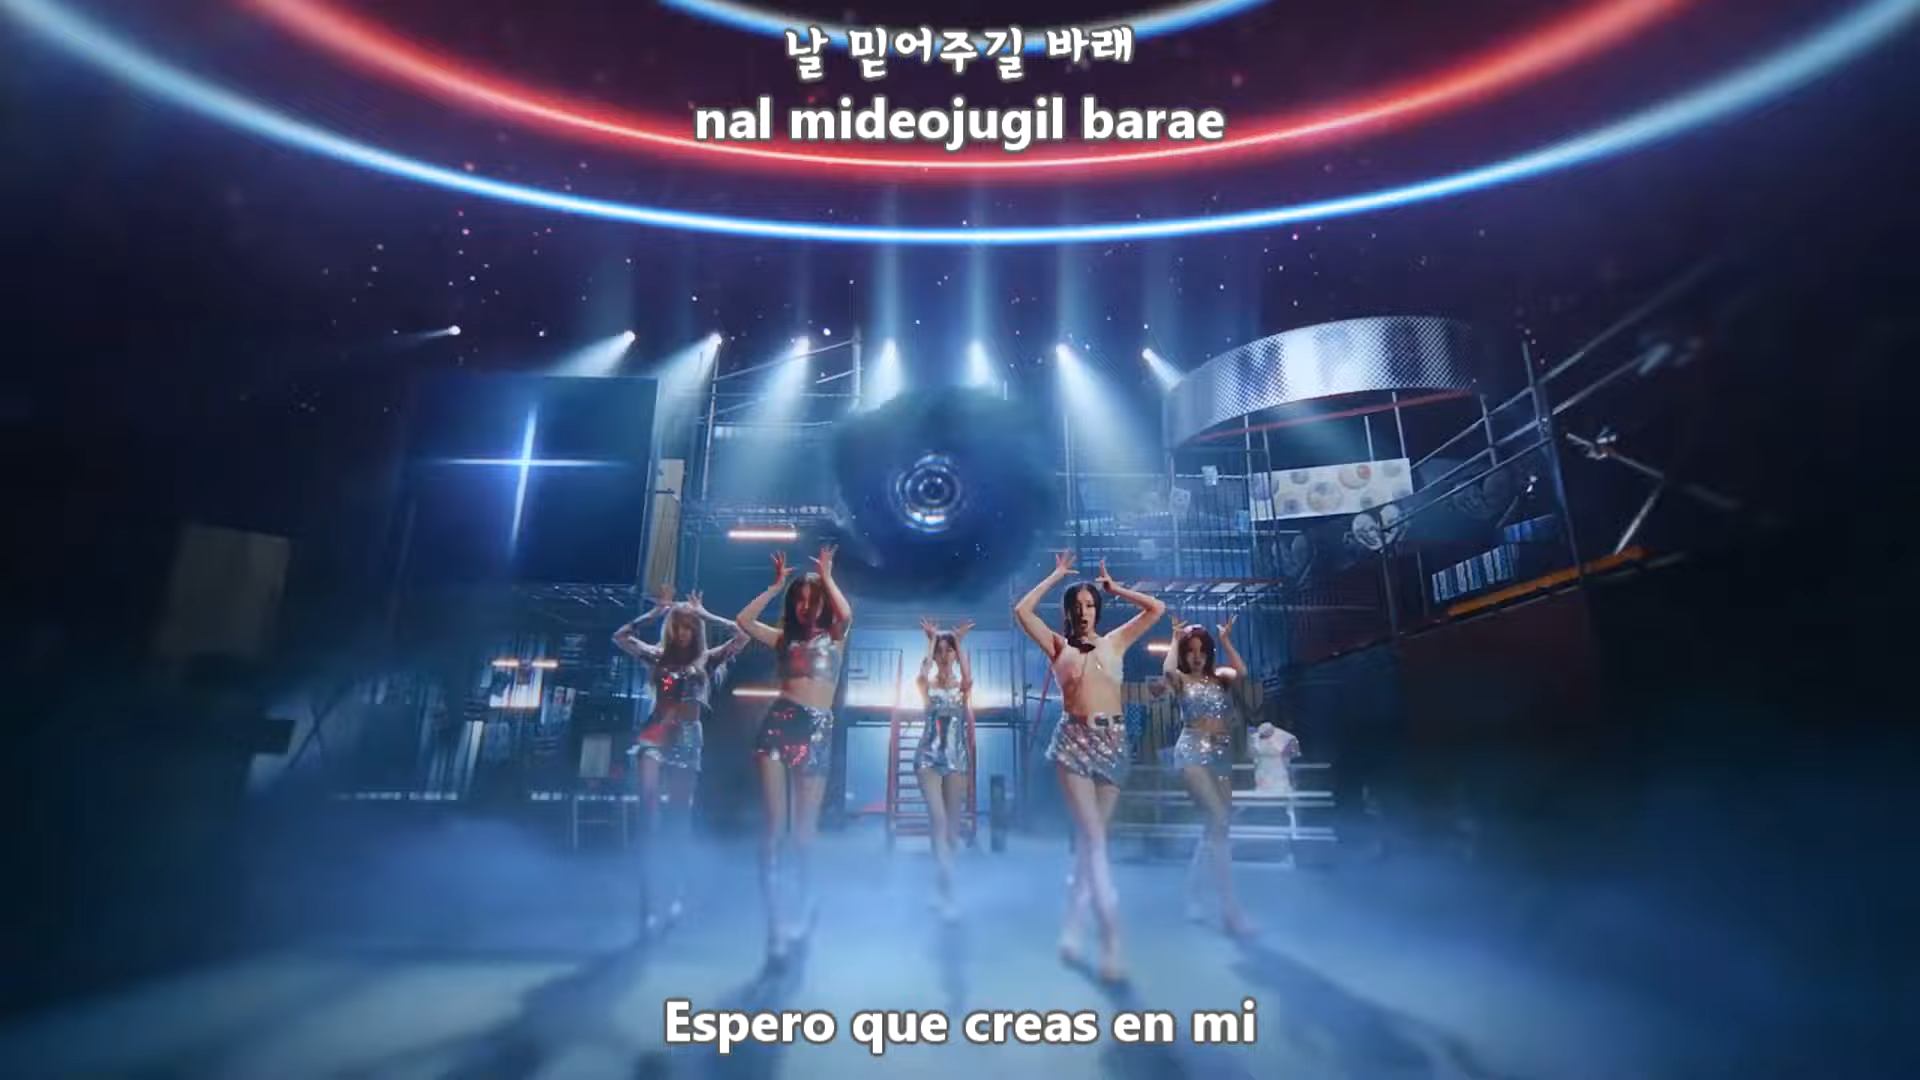 날 믿어주길 바래
nal mideojugil barae
Espero que creas en mi